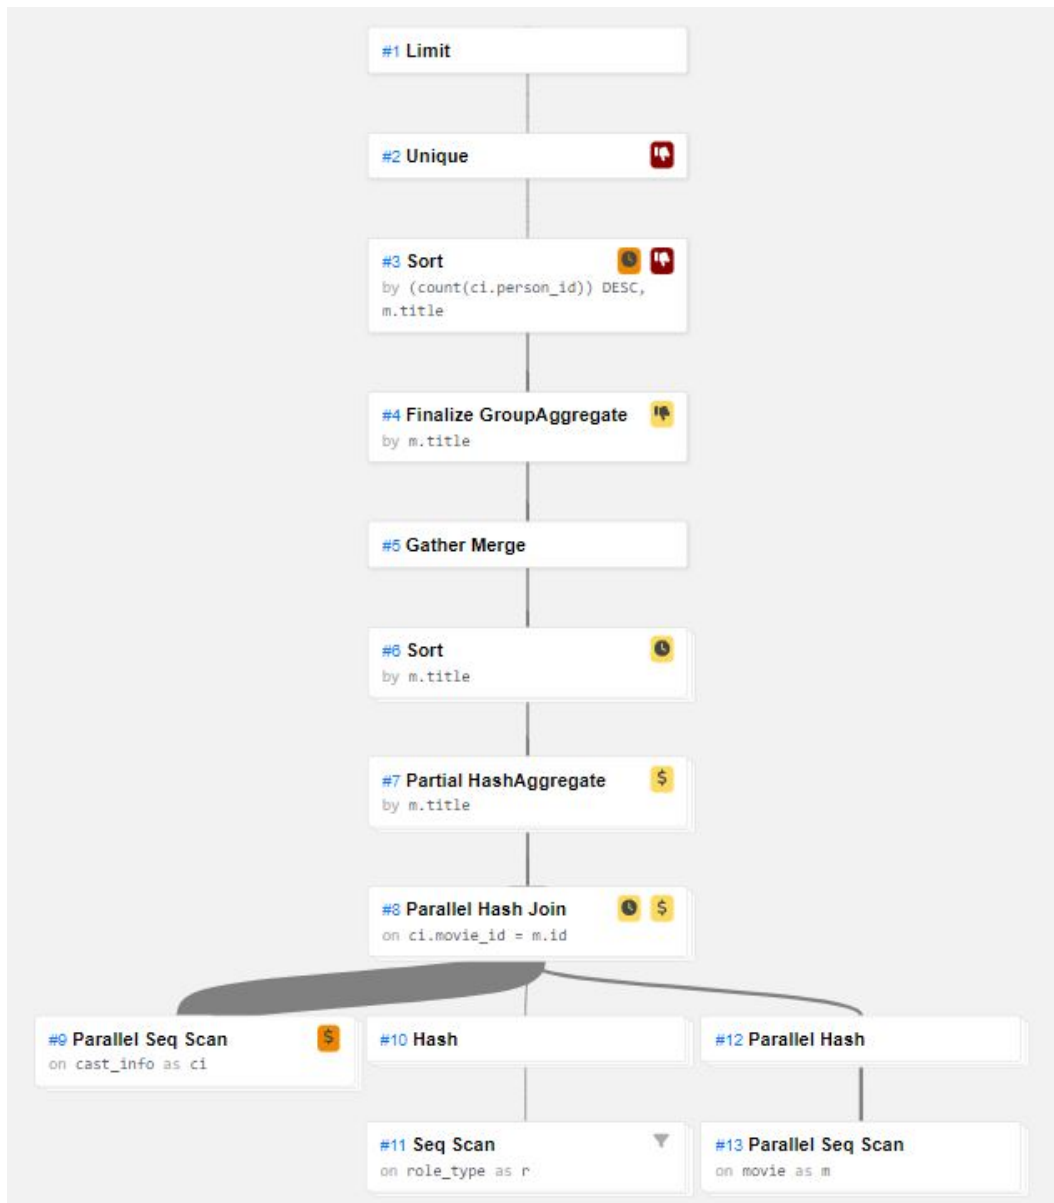 #1 Limit
#2 Unique
#3 Sort
by (count(ci.person_id)) DESC,
m.title
#4 Finalize GroupAggregate
by m.title
#5 Gather Merge
#6 Sort
by m.title
#7 Partial HashAggregate
$
by m.title
#8 Parallel Hash Join
$
on ci.movie_id = m.id
#9 Parallel Seq Scan
$
on cast_info as ci
#10 Hash
#12 Parallel Hash
#11 Seq Scan
on role_type as r
#13 Parallel Seq Scan
on movie as m